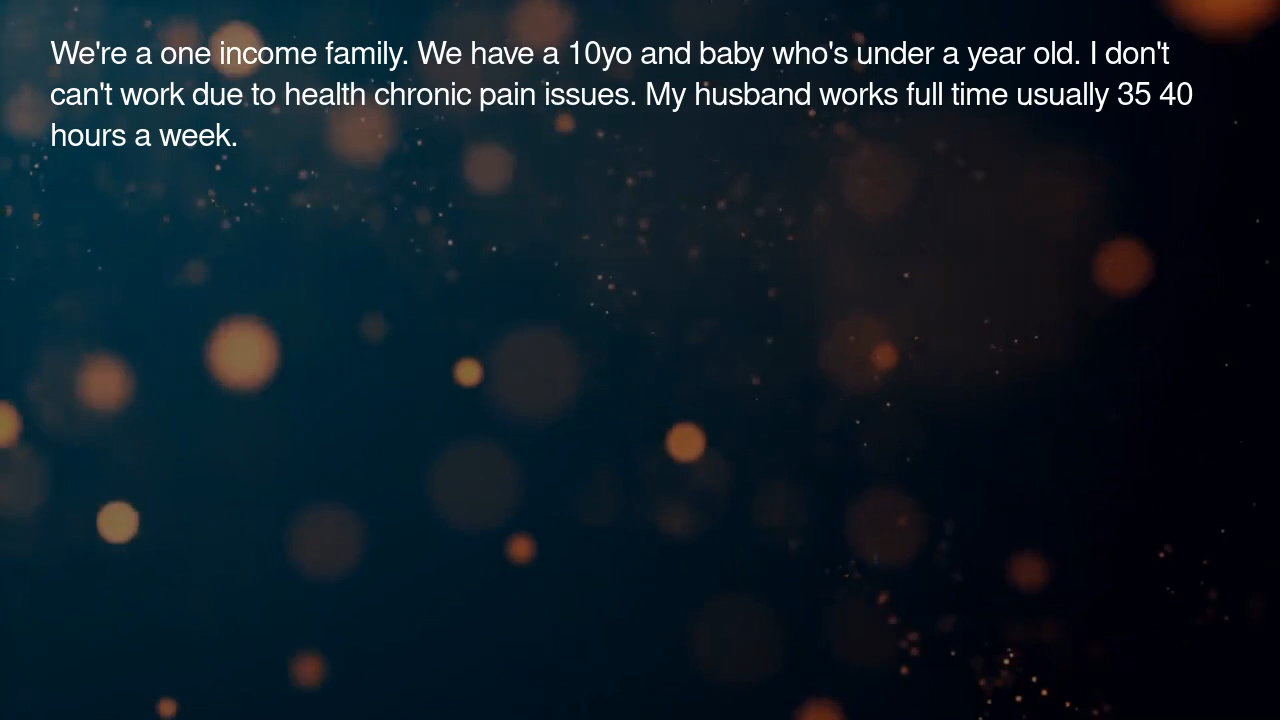 We're a one income family. We have a 10yo and baby who's under a year old. I don't
can't work due to health chronic pain issues. My husband works full time usually 35 40
hours a week.